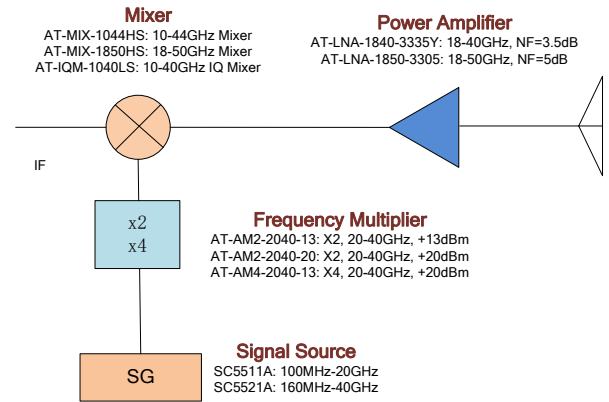 Mixer
AT-MIX-1044HS: 10-44GHz Mixer
AT-MIX-1850HS: 18-50GHz Mixer
AT-IQM-1040LS: 10-40GHz IQ Mixer
Power Amplifier
AT-LNA-1840-3335Y: 18-40GHz, NF=3.5dB
AT-LNA-1850-3305: 18-50GHz, NF=5dB
IF
x2
x4
Frequency Multiplier
AT-AM2-2040-13: X2, 20-40GHz, +13dBm
AT-AM2-2040-20: X2, 20-40GHz, +20dBm
AT-AM4-2040-13: X4, 20-40GHz, +20dBm
Signal Source
SC5511A: 100MHz-20GHz
SC5521A: 160MHz-40GHz
SG